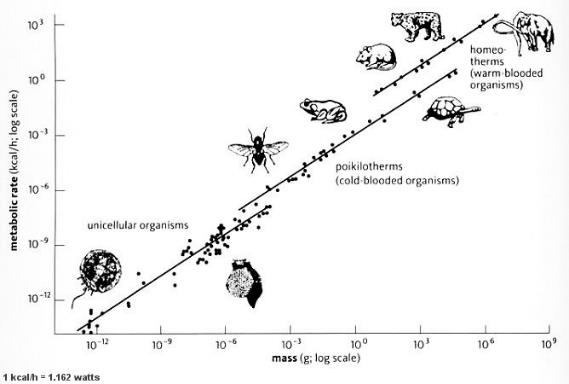 10³
10⁰
10⁻³
10⁻⁶
10⁻⁹
10⁻¹²
metabolic rate (kcal/h; log scale)
homeo-
therms
(warm-blooded
organisms)
poikilotherms
(cold-blooded organisms)
unicellular organisms
10⁻¹² 10⁻⁹ 10⁻⁶ 10⁻³ 10⁰ 10³ 10⁶ 10⁹
mass (g; log scale)
1 kcal/h = 1.162 watts